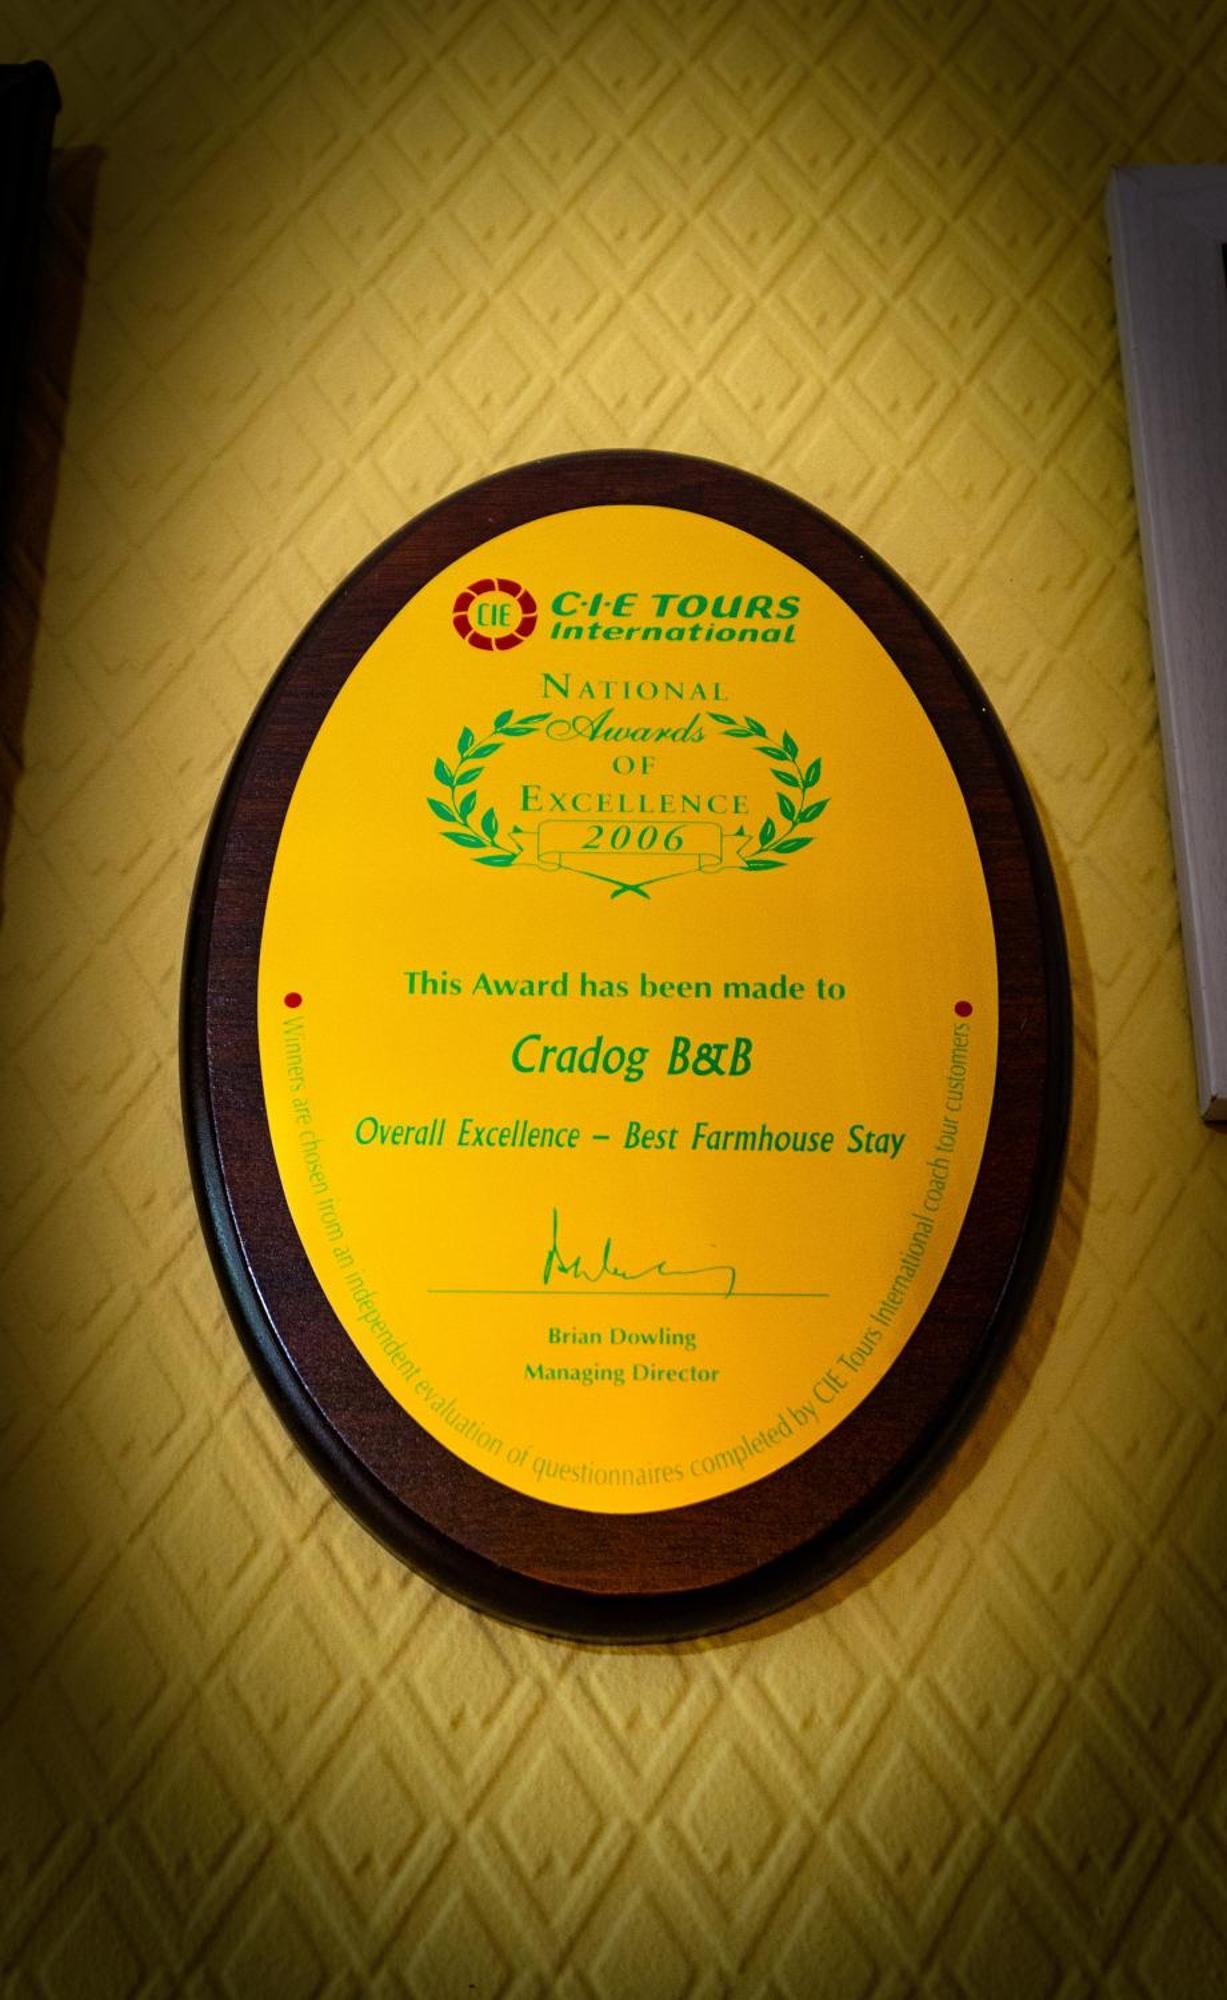 CIE
C·I·E TOURS
International
NATIONAL
Awards
OF
EXCELLENCE
2006
This Award has been made to
Cradog B&B
Overall Excellence – Best Farmhouse Stay
Brian Dowling
Managing Director
Winners are chosen from an independent evaluation of questionnaires completed by CIE Tours International coach tour customers